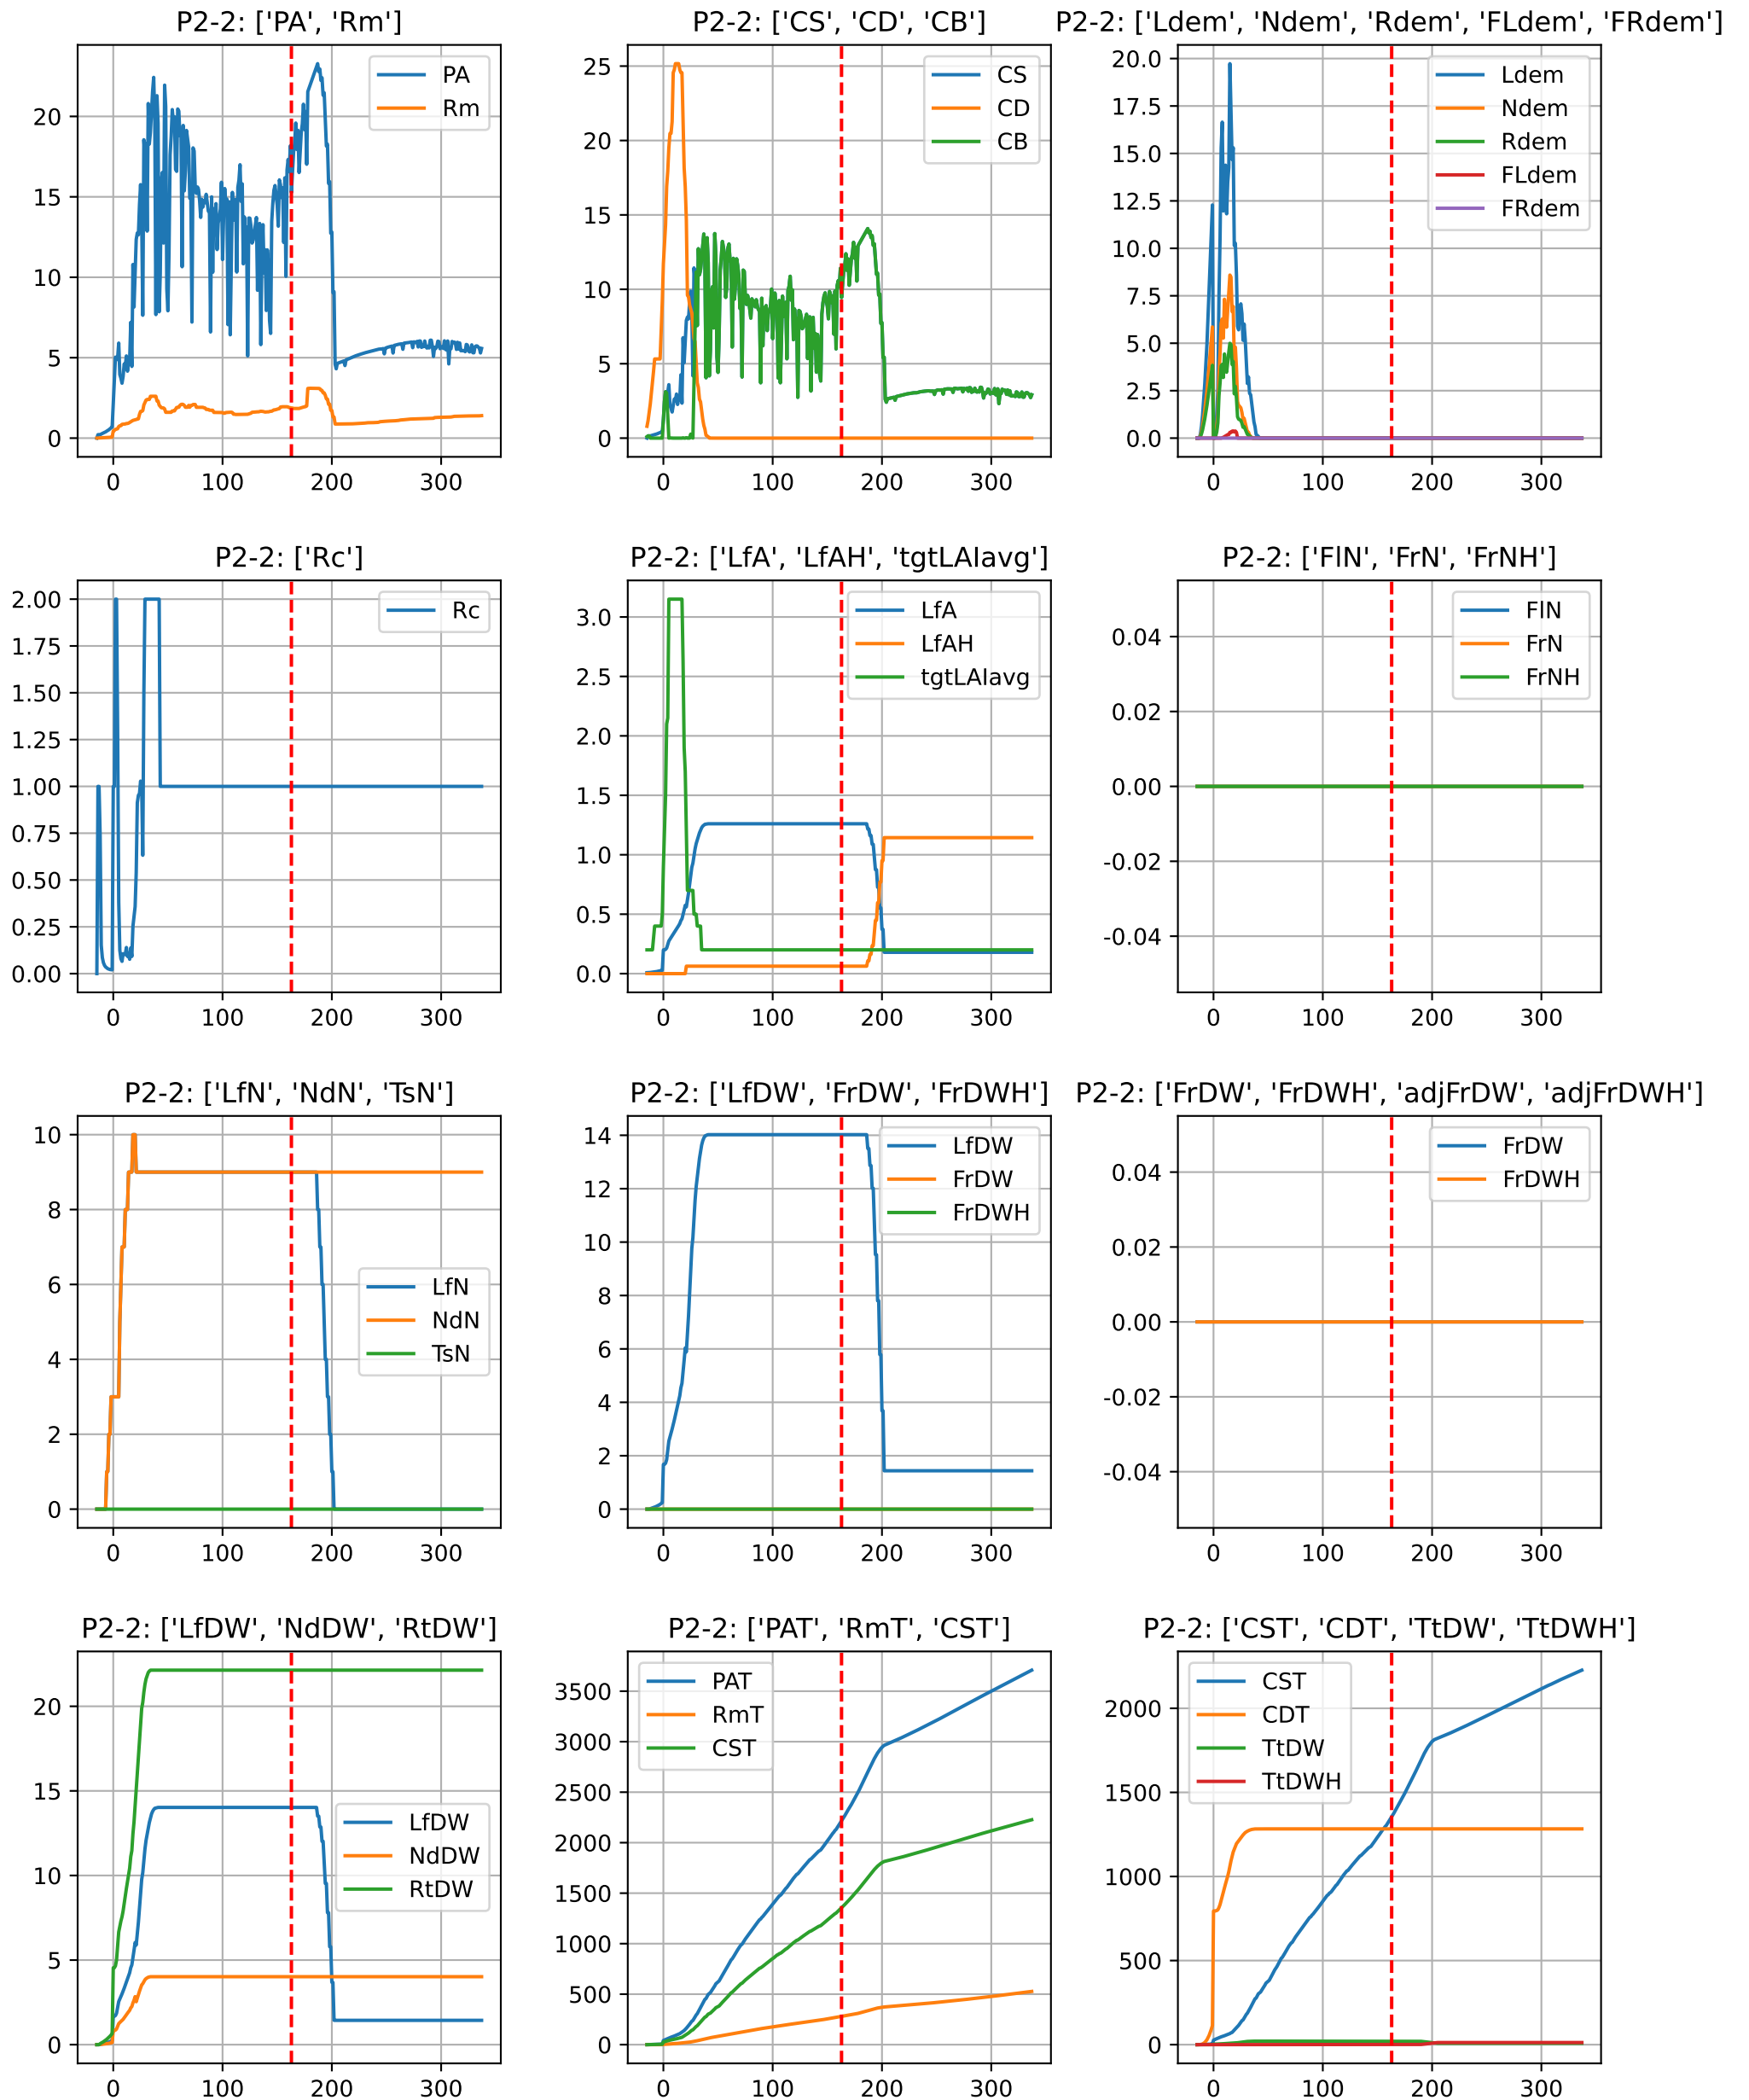 P2-2: ['PA', 'Rm']
PA
Rm
20
15
10
5
0
0 100 200 300
P2-2: ['CS', 'CD', 'CB']
CS
CD
CB
25
20
15
10
5
0
0 100 200 300
P2-2: ['Ldem', 'Ndem', 'Rdem', 'FLdem', 'FRdem']
Ldem
Ndem
Rdem
FLdem
FRdem
20.0
17.5
15.0
12.5
10.0
7.5
5.0
2.5
0.0
0 100 200 300
P2-2: ['Rc']
Rc
2.00
1.75
1.50
1.25
1.00
0.75
0.50
0.25
0.00
0 100 200 300
P2-2: ['LfA', 'LfAH', 'tgtLAIavg']
LfA
LfAH
tgtLAIavg
3.0
2.5
2.0
1.5
1.0
0.5
0.0
0 100 200 300
P2-2: ['FlN', 'FrN', 'FrNH']
FlN
FrN
FrNH
0.04
0.02
0.00
-0.02
-0.04
0 100 200 300
P2-2: ['LfN', 'NdN', 'TsN']
LfN
NdN
TsN
10
8
6
4
2
0
0 100 200 300
P2-2: ['LfDW', 'FrDW', 'FrDWH']
LfDW
FrDW
FrDWH
14
12
10
8
6
4
2
0
0 100 200 300
P2-2: ['FrDW', 'FrDWH', 'adjFrDW', 'adjFrDWH']
FrDW
FrDWH
0.04
0.02
0.00
-0.02
-0.04
0 100 200 300
P2-2: ['LfDW', 'NdDW', 'RtDW']
LfDW
NdDW
RtDW
20
15
10
5
0
0 100 200 300
P2-2: ['PAT', 'RmT', 'CST']
PAT
RmT
CST
3500
3000
2500
2000
1500
1000
500
0
0 100 200 300
P2-2: ['CST', 'CDT', 'TtDW', 'TtDWH']
CST
CDT
TtDW
TtDWH
2000
1500
1000
500
0
0 100 200 300